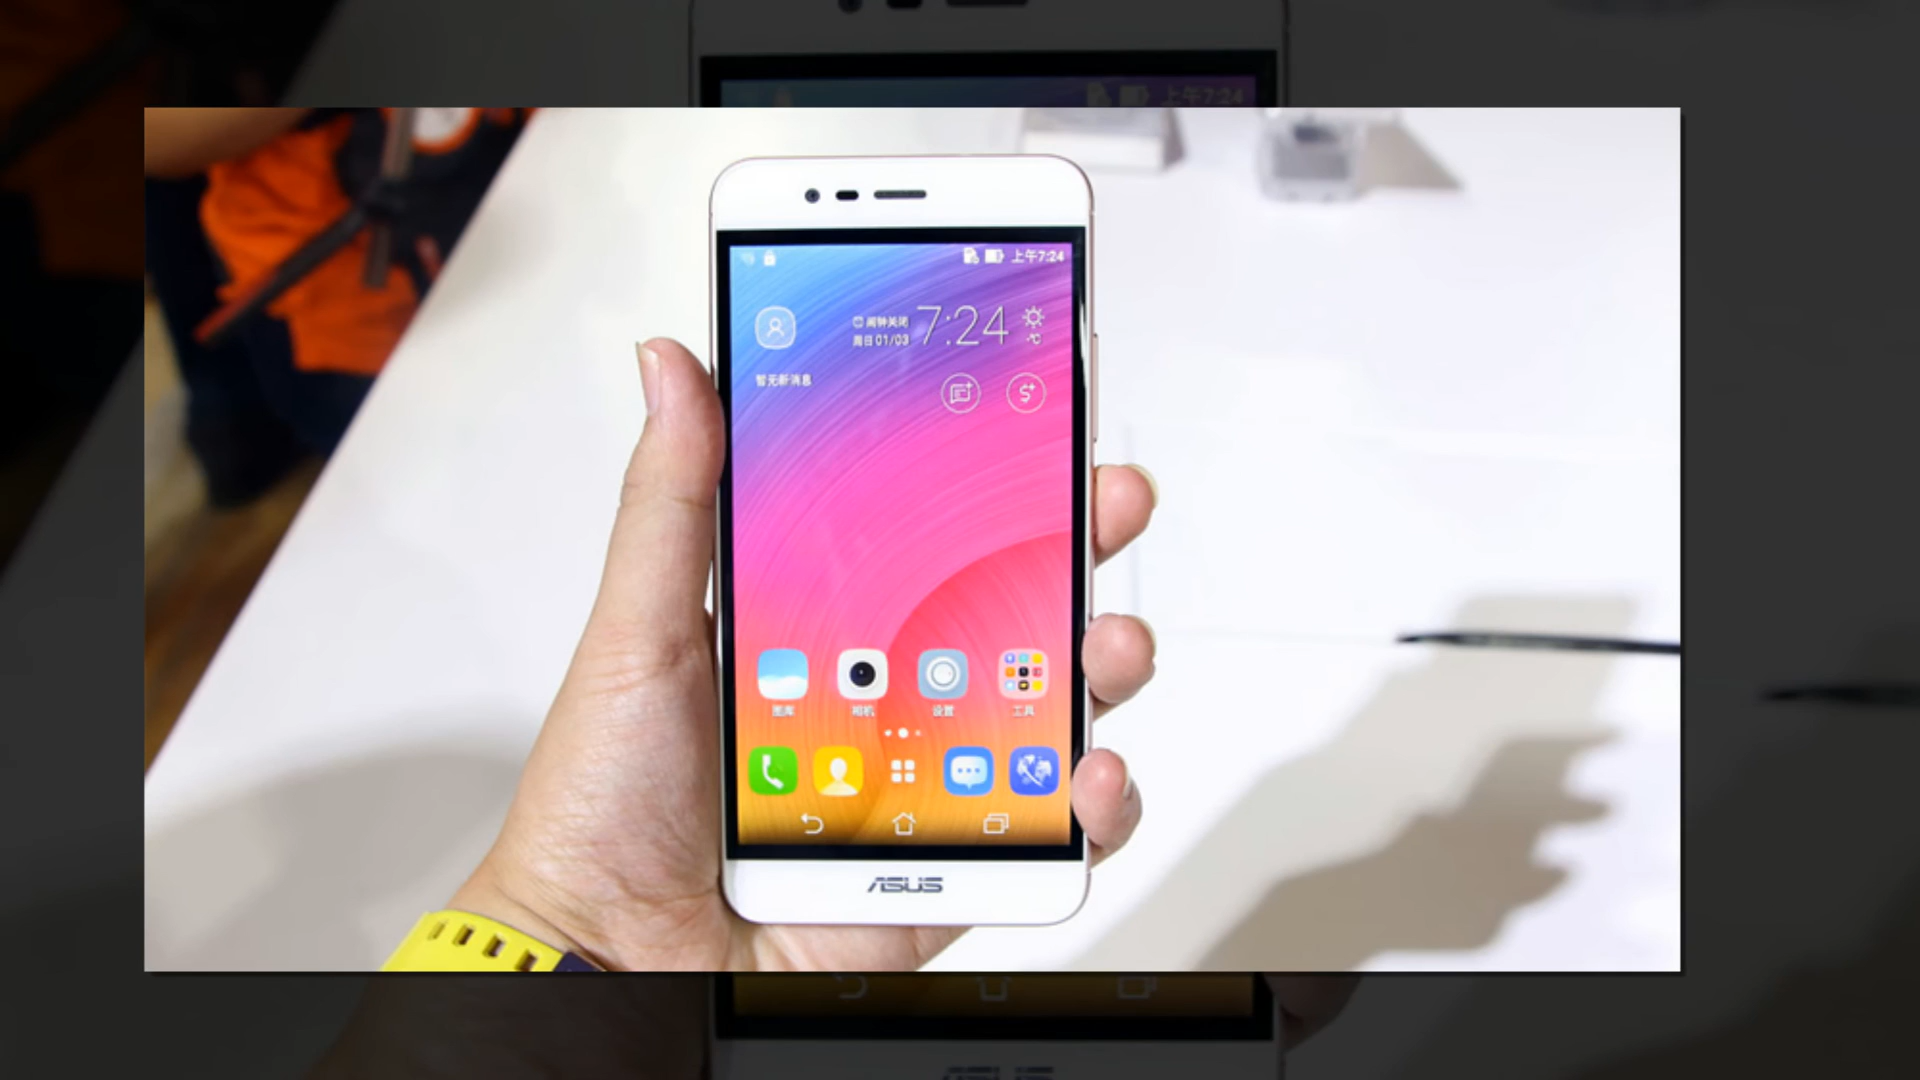 上午7:24
闹钟关闭
7:24
周日 01/03
℃
暂无新消息
图库
相机
设置
工具
ASUS